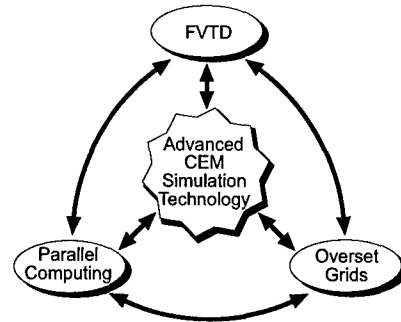 FVTD
Advanced
CEM
Simulation
Technology
Parallel
Computing
Overset
Grids